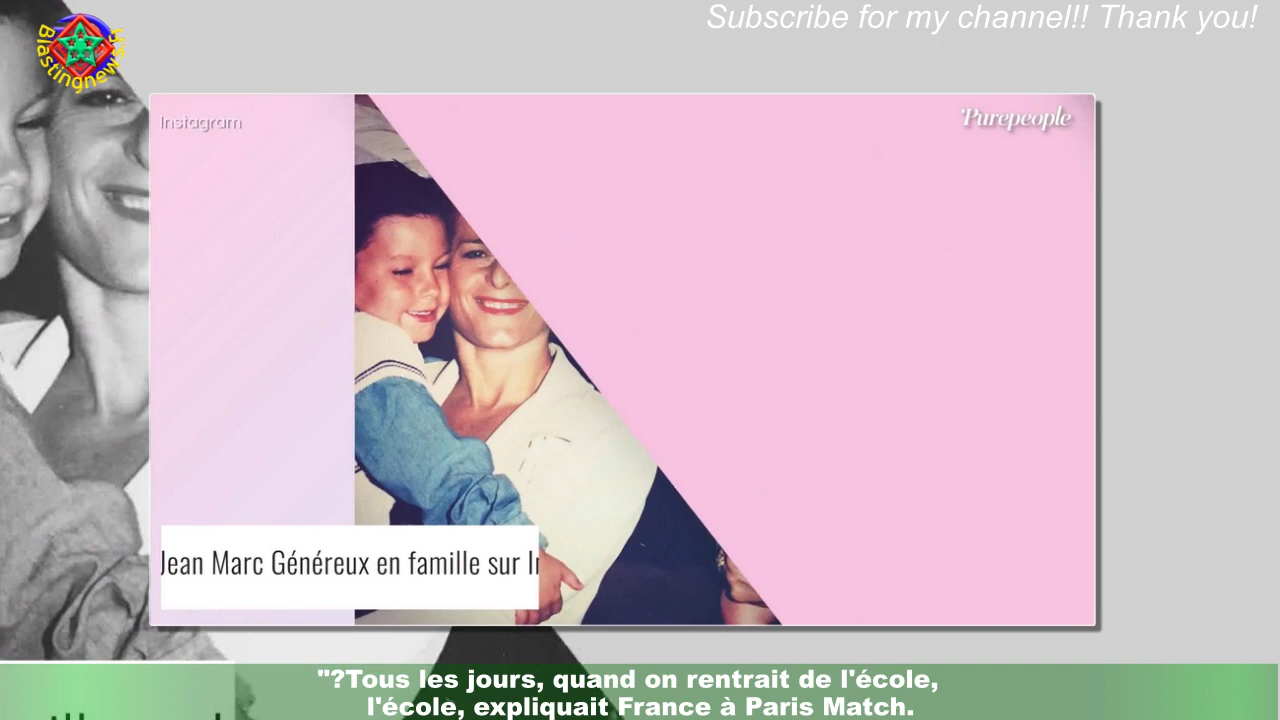 Subscribe for my channel!! Thank you!
Blastingnews.fr
Instagram
Purepeople
Jean Marc Généreux en famille sur
"?Tous les jours, quand on rentrait de l'école,
l'école, expliquait France à Paris Match.